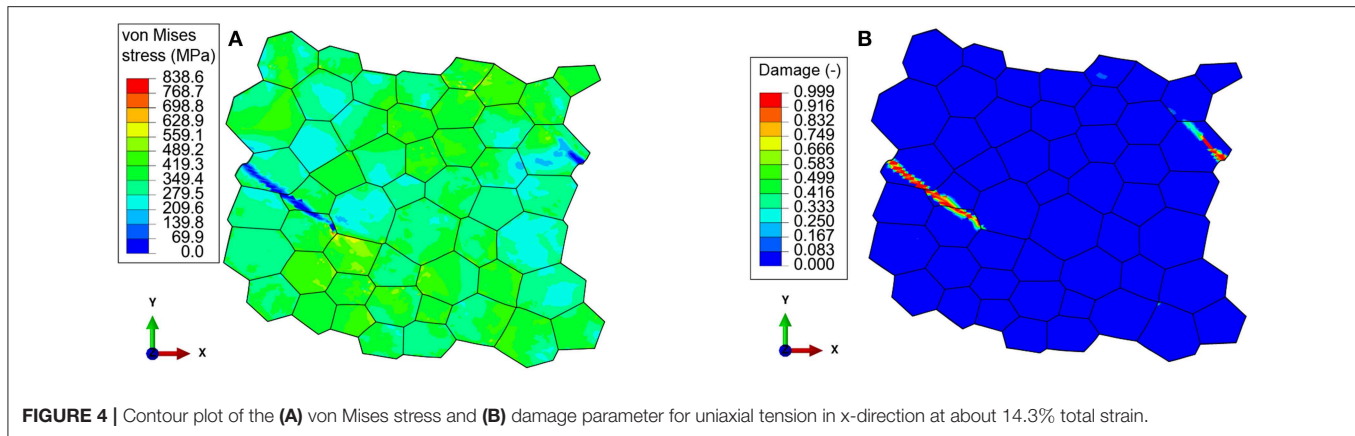 von Mises
stress (MPa)
838.6
768.7
698.8
628.9
559.1
489.2
419.3
349.4
279.5
209.6
139.8
69.9
0.0
A
Y
X
B
Damage (-)
0.999
0.916
0.832
0.749
0.666
0.583
0.499
0.416
0.333
0.250
0.167
0.083
0.000
Y
X
FIGURE 4 | Contour plot of the (A) von Mises stress and (B) damage parameter for uniaxial tension in x-direction at about 14.3% total strain.